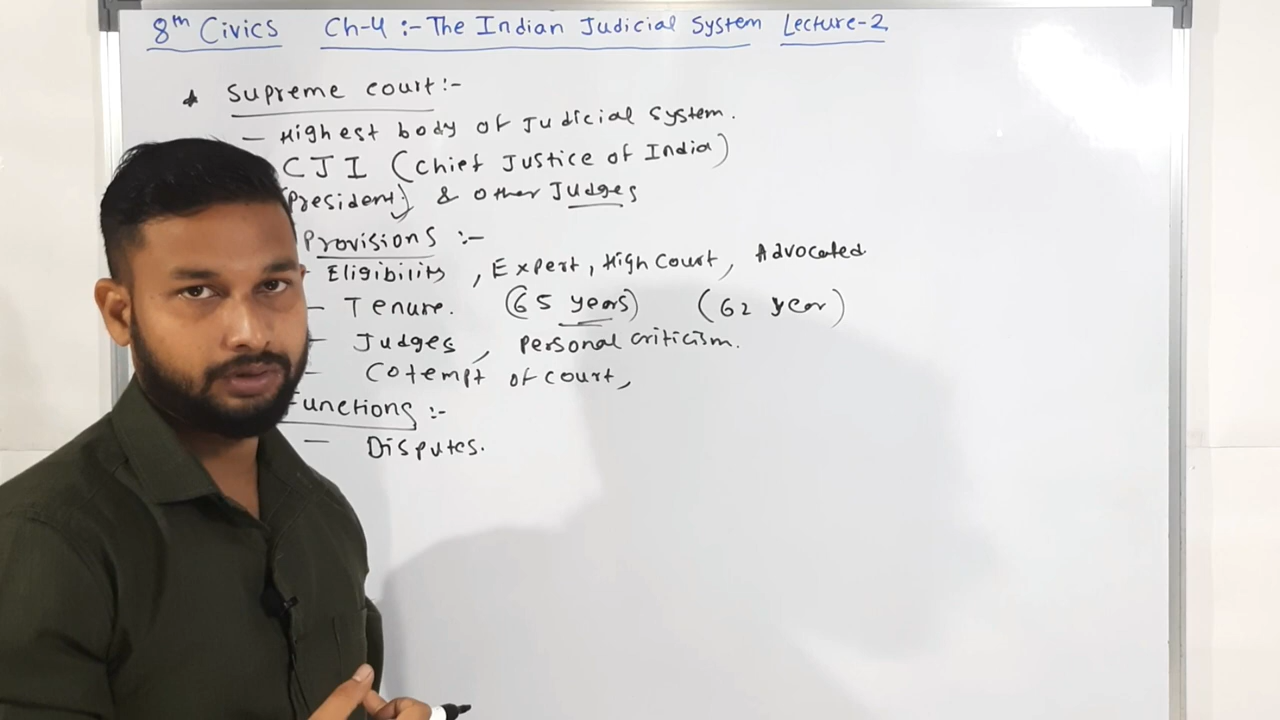 8th Civics Ch-4 :- The Indian Judicial System Lecture-2
* Supreme court :-
- Highest body of Judicial System.
CJI (Chief Justice of India)
(President) & other Judges
Provisions :-
- Eligibility , Expert, High Court, Advocated
- Tenure. (65 years) (62 year)
- Judges , Personal criticism.
- Cotempt of court,
Functions :-
- Disputes.